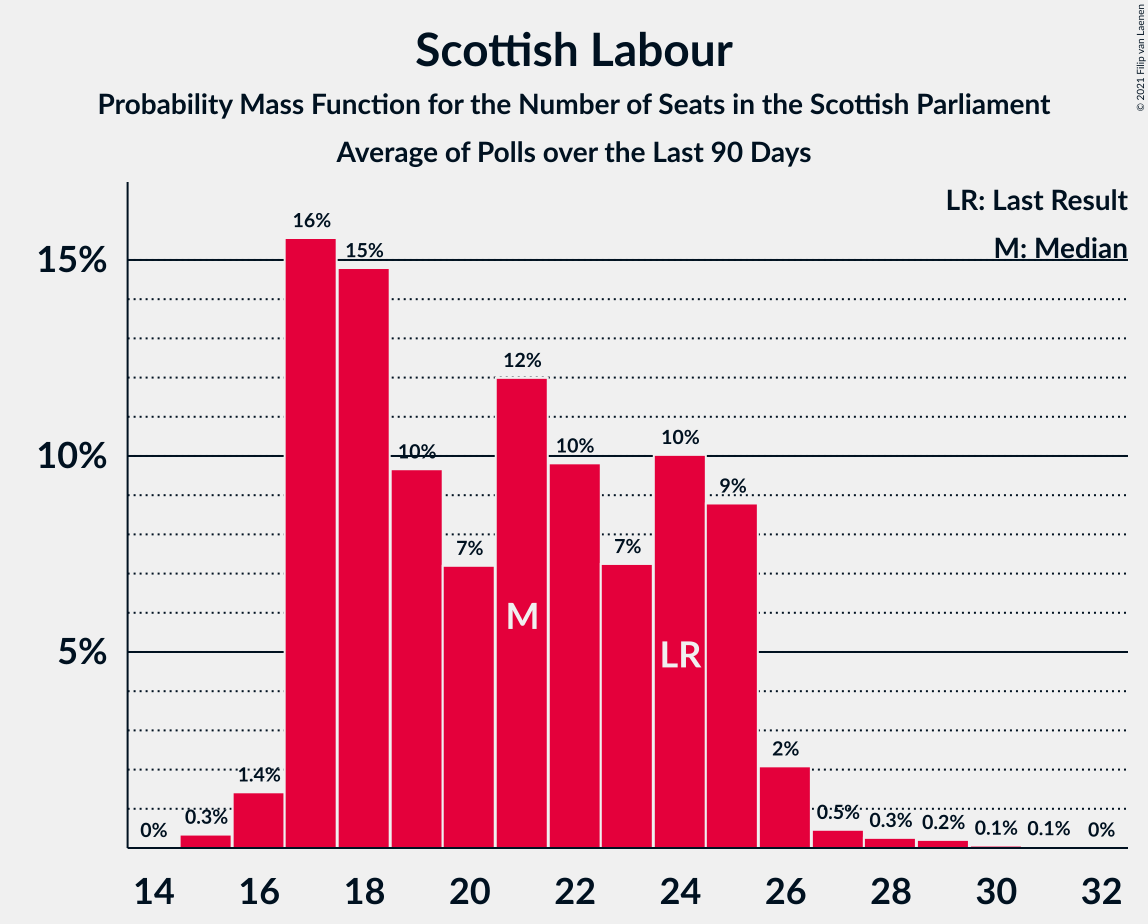 Scottish Labour
Probability Mass Function for the Number of Seats in the Scottish Parliament
Average of Polls over the Last 90 Days
© 2021 Filip van Laenen
LR: Last Result
M: Median
15%
10%
5%
0%
0.3%
1.4%
16%
15%
10%
7%
12%
10%
7%
10%
9%
2%
0.5%
0.3%
0.2%
0.1%
0.1%
0%
M
LR
14 16 18 20 22 24 26 28 30 32